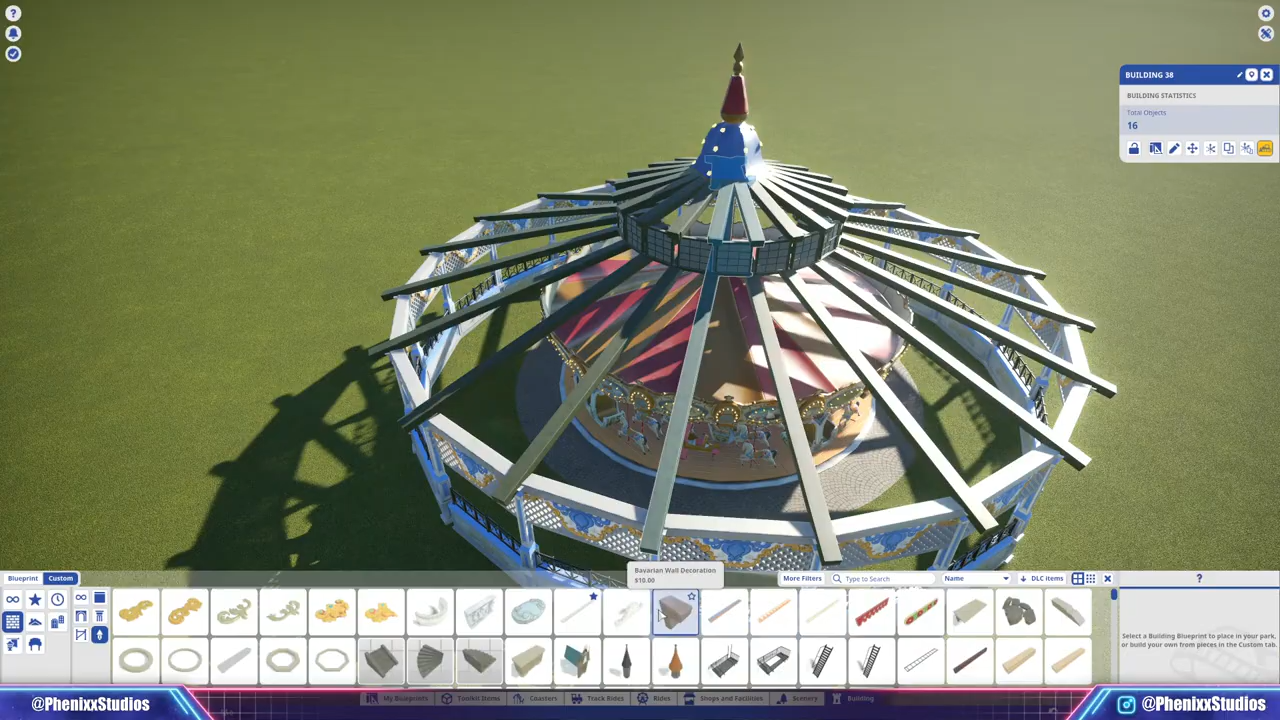 ?
BUILDING 38
BUILDING STATISTICS
Total Objects
16
Bavarian Wall Decoration
$10.00
Blueprint
Custom
More Filters
Type to Search
Name
DLC items
?
Select a Building Blueprint to place in your park,
or build your own from pieces in the Custom tab.
@PhenixxStudios
My Blueprints
Toolkit Items
Coasters
Track Rides
Rides
Shops and Facilities
Scenery
Building
@PhenixxStudios